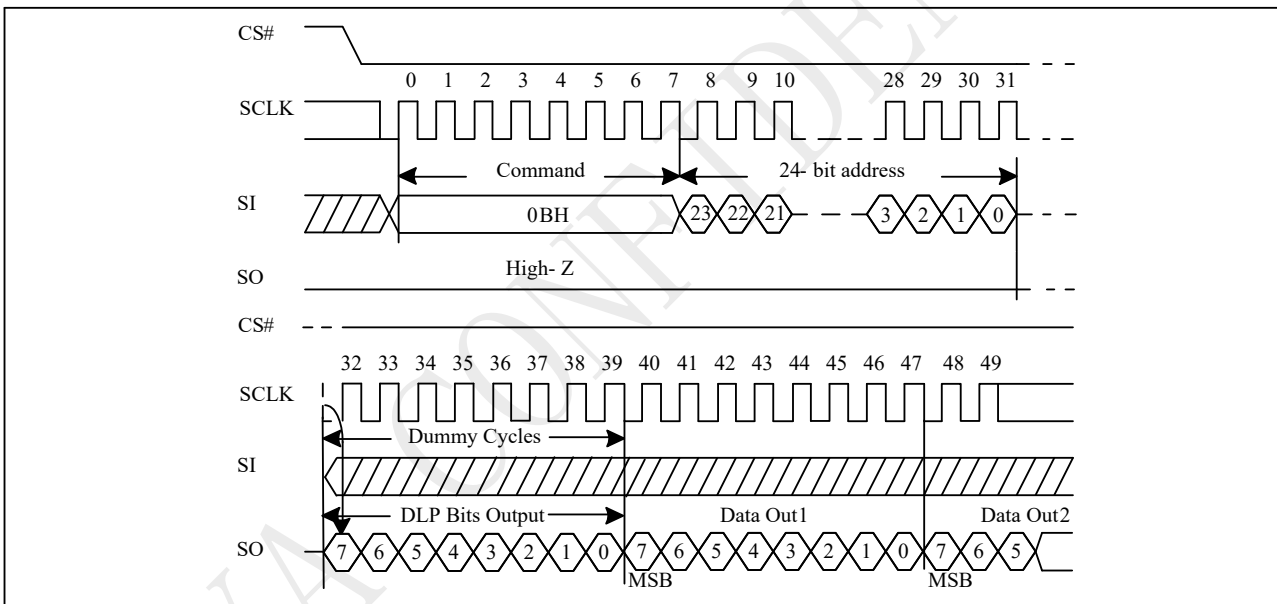 CS#
0 1 2 3 4 5 6 7 8 9 10 28 29 30 31
SCLK
Command 24- bit address
SI
0BH 23 22 21 3 2 1 0
High- Z
SO
CS#
32 33 34 35 36 37 38 39 40 41 42 43 44 45 46 47 48 49
SCLK
Dummy Cycles
SI
DLP Bits Output Data Out1 Data Out2
SO 7 6 5 4 3 2 1 0 7 6 5 4 3 2 1 0 7 6 5
MSB MSB
CONFIDEN